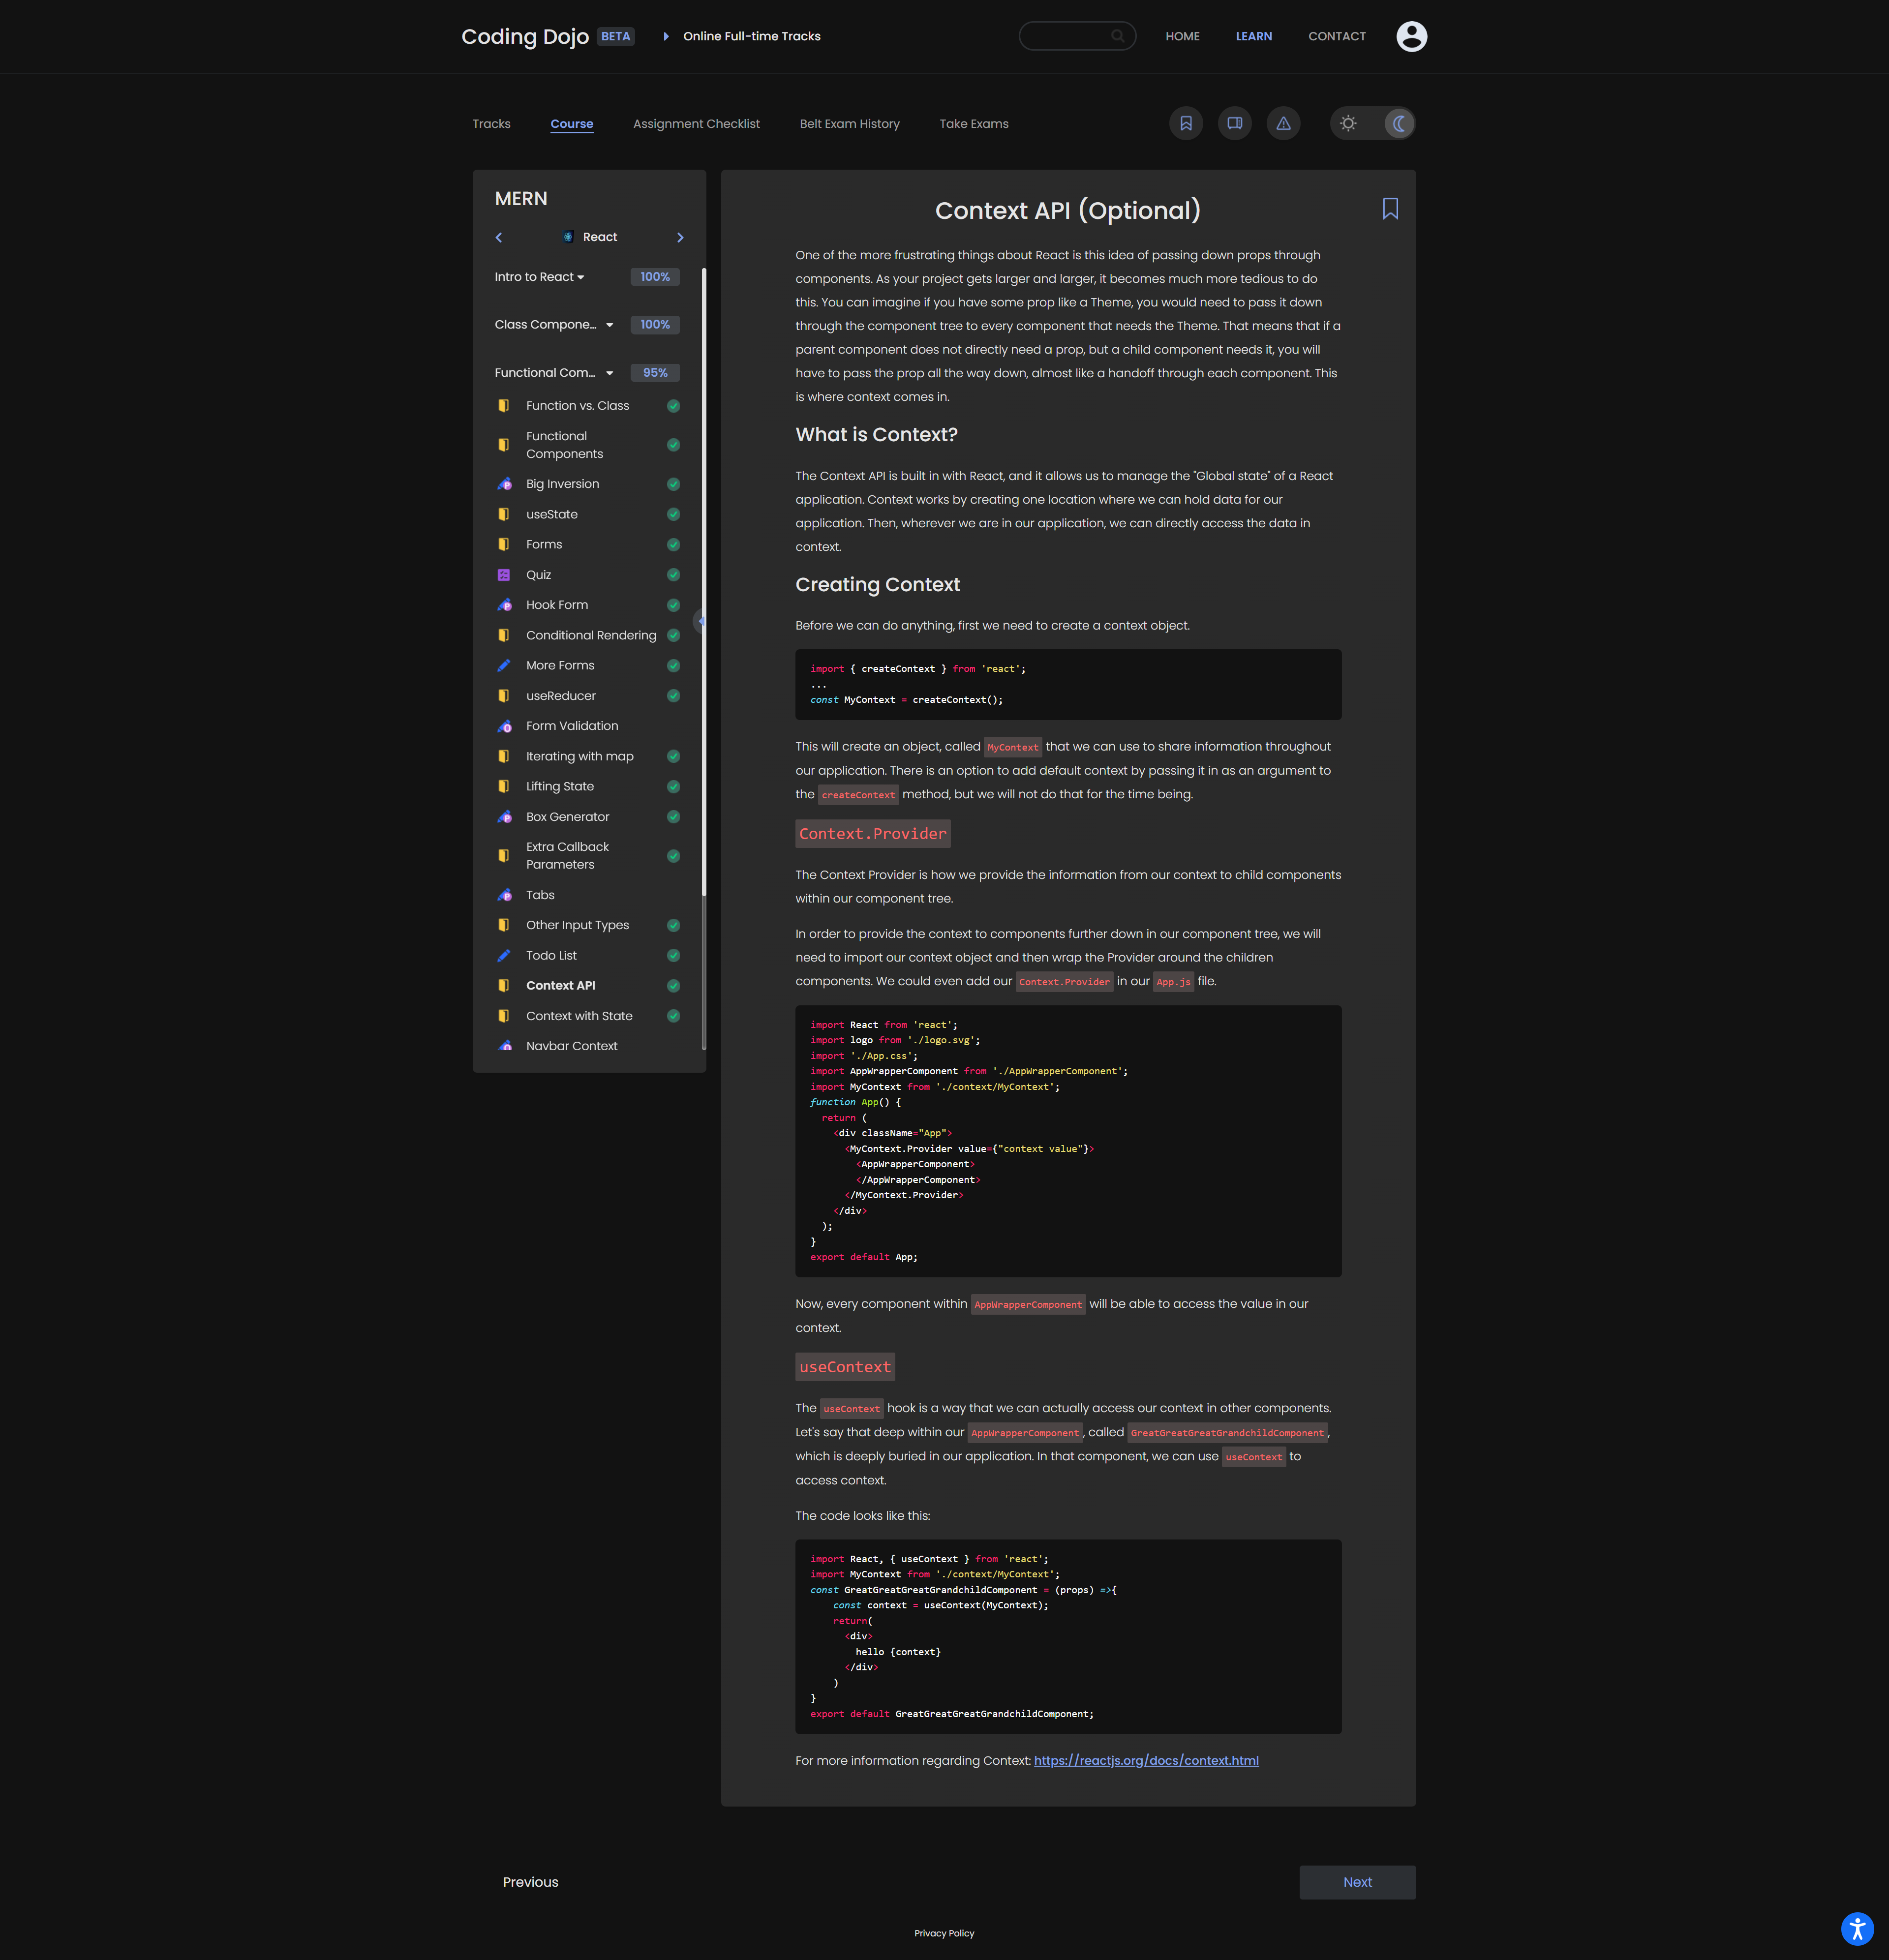 Coding Dojo BETA Online Full-time Tracks HOME LEARN CONTACT
Tracks Course Assignment Checklist Belt Exam History Take Exams
MERN
React
Intro to React 100%
Class Compone... 100%
Functional Com... 95%
Function vs. Class
Functional
Components
Big Inversion
useState
Forms
Quiz
Hook Form
Conditional Rendering
More Forms
useReducer
Form Validation
Iterating with map
Lifting State
Box Generator
Extra Callback
Parameters
Tabs
Other Input Types
Todo List
Context API
Context with State
Navbar Context
Context API (Optional)
One of the more frustrating things about React is this idea of passing down props through
components. As your project gets larger and larger, it becomes much more tedious to do
this. You can imagine if you have some prop like a Theme, you would need to pass it down
through the component tree to every component that needs the Theme. That means that if a
parent component does not directly need a prop, but a child component needs it, you will
have to pass the prop all the way down, almost like a handoff through each component. This
is where context comes in.
What is Context?
The Context API is built in with React, and it allows us to manage the "Global state" of a React
application. Context works by creating one location where we can hold data for our
application. Then, wherever we are in our application, we can directly access the data in
context.
Creating Context
Before we can do anything, first we need to create a context object.
import { createContext } from 'react';
...
const MyContext = createContext();
This will create an object, called MyContext that we can use to share information throughout
our application. There is an option to add default context by passing it in as an argument to
the createContext method, but we will not do that for the time being.
Context.Provider
The Context Provider is how we provide the information from our context to child components
within our component tree.
In order to provide the context to components further down in our component tree, we will
need to import our context object and then wrap the Provider around the children
components. We could even add our Context.Provider in our App.js file.
import React from 'react';
import logo from './logo.svg';
import './App.css';
import AppWrapperComponent from './AppWrapperComponent';
import MyContext from './context/MyContext';
function App() {
  return (
    <div className="App">
      <MyContext.Provider value={"context value"}>
        <AppWrapperComponent>
        </AppWrapperComponent>
      </MyContext.Provider>
    </div>
  );
}
export default App;
Now, every component within AppWrapperComponent will be able to access the value in our
context.
useContext
The useContext hook is a way that we can actually access our context in other components.
Let's say that deep within our AppWrapperComponent, called GreatGreatGreatGrandchildComponent,
which is deeply buried in our application. In that component, we can use useContext to
access context.
The code looks like this:
import React, { useContext } from 'react';
import MyContext from './context/MyContext';
const GreatGreatGreatGrandchildComponent = (props) =>{
    const context = useContext(MyContext);
    return(
      <div>
        hello {context}
      </div>
    )
}
export default GreatGreatGreatGrandchildComponent;
For more information regarding Context: https://reactjs.org/docs/context.html
Previous Next
Privacy Policy